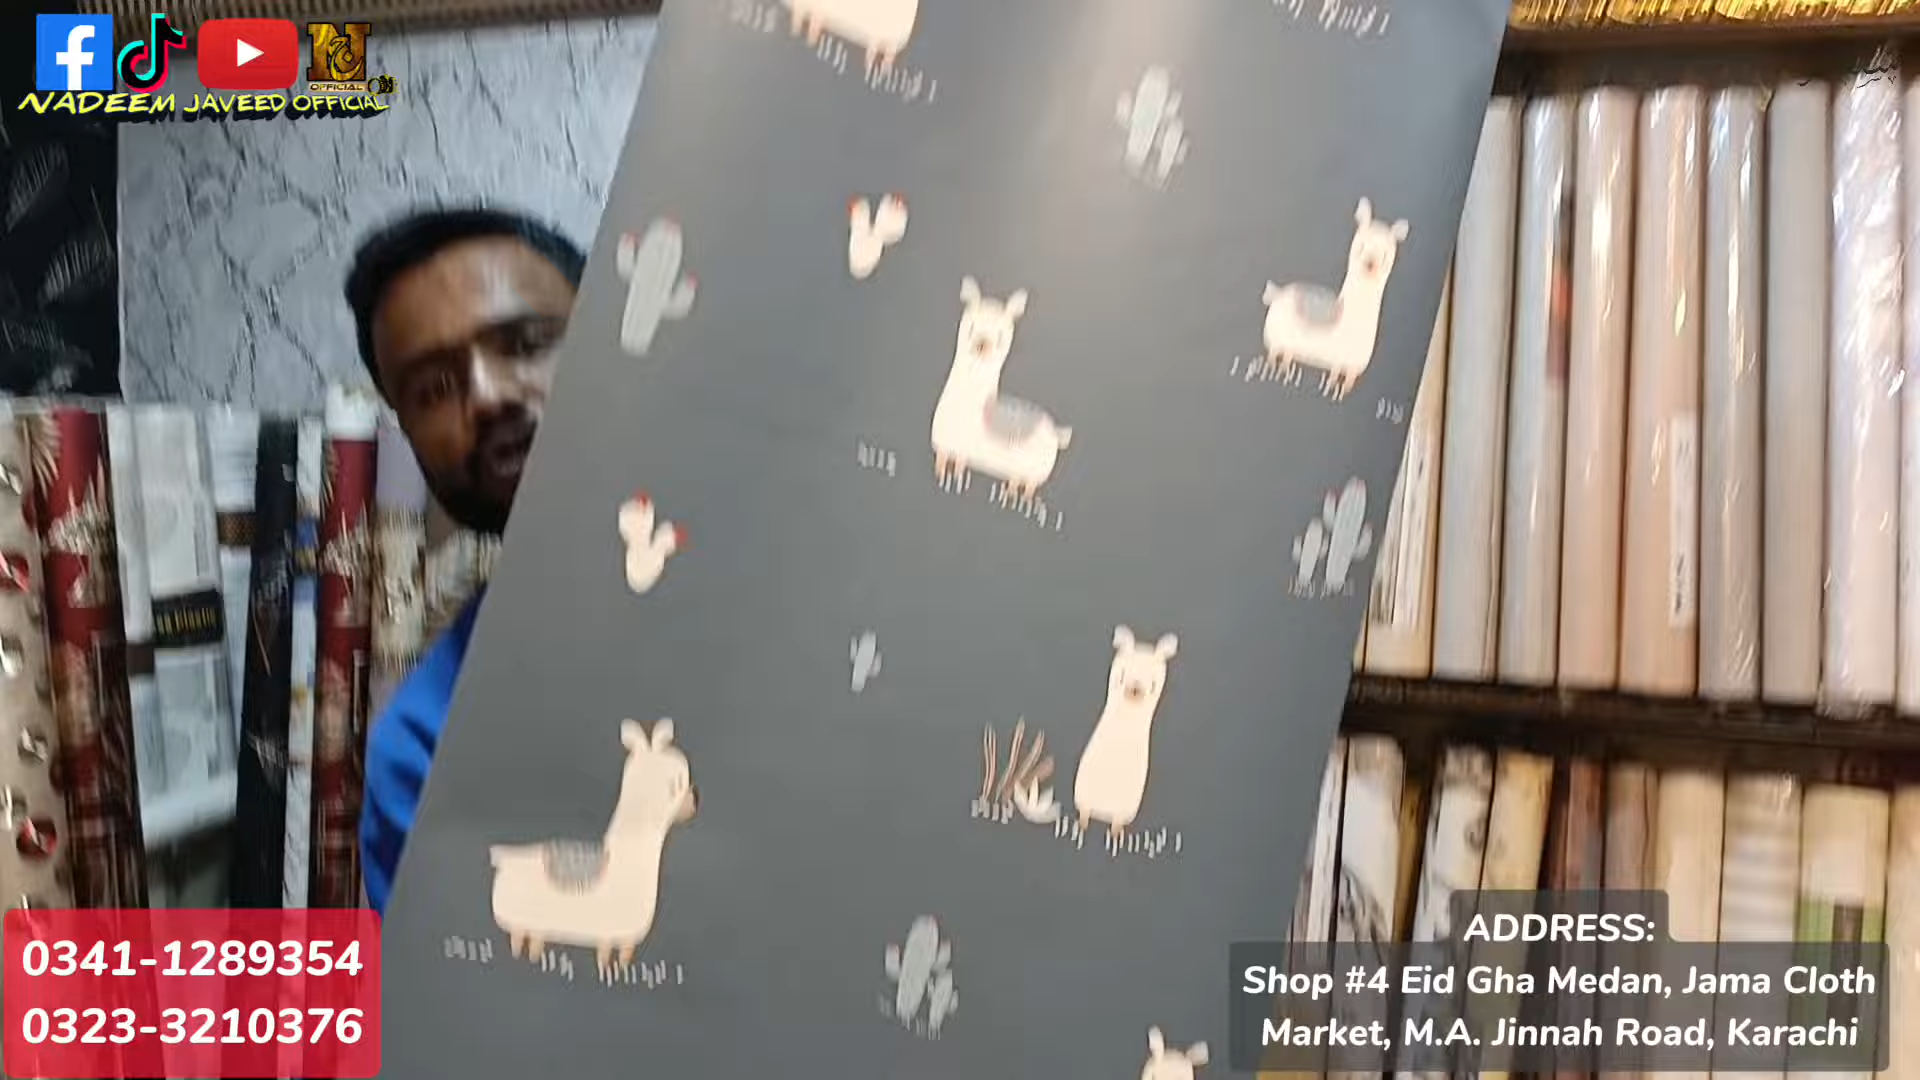 OFFICIAL
NADEEM JAVEED OFFICIAL
0341-1289354
0323-3210376
ADDRESS:
Shop #4 Eid Gha Medan, Jama Cloth
Market, M.A. Jinnah Road, Karachi